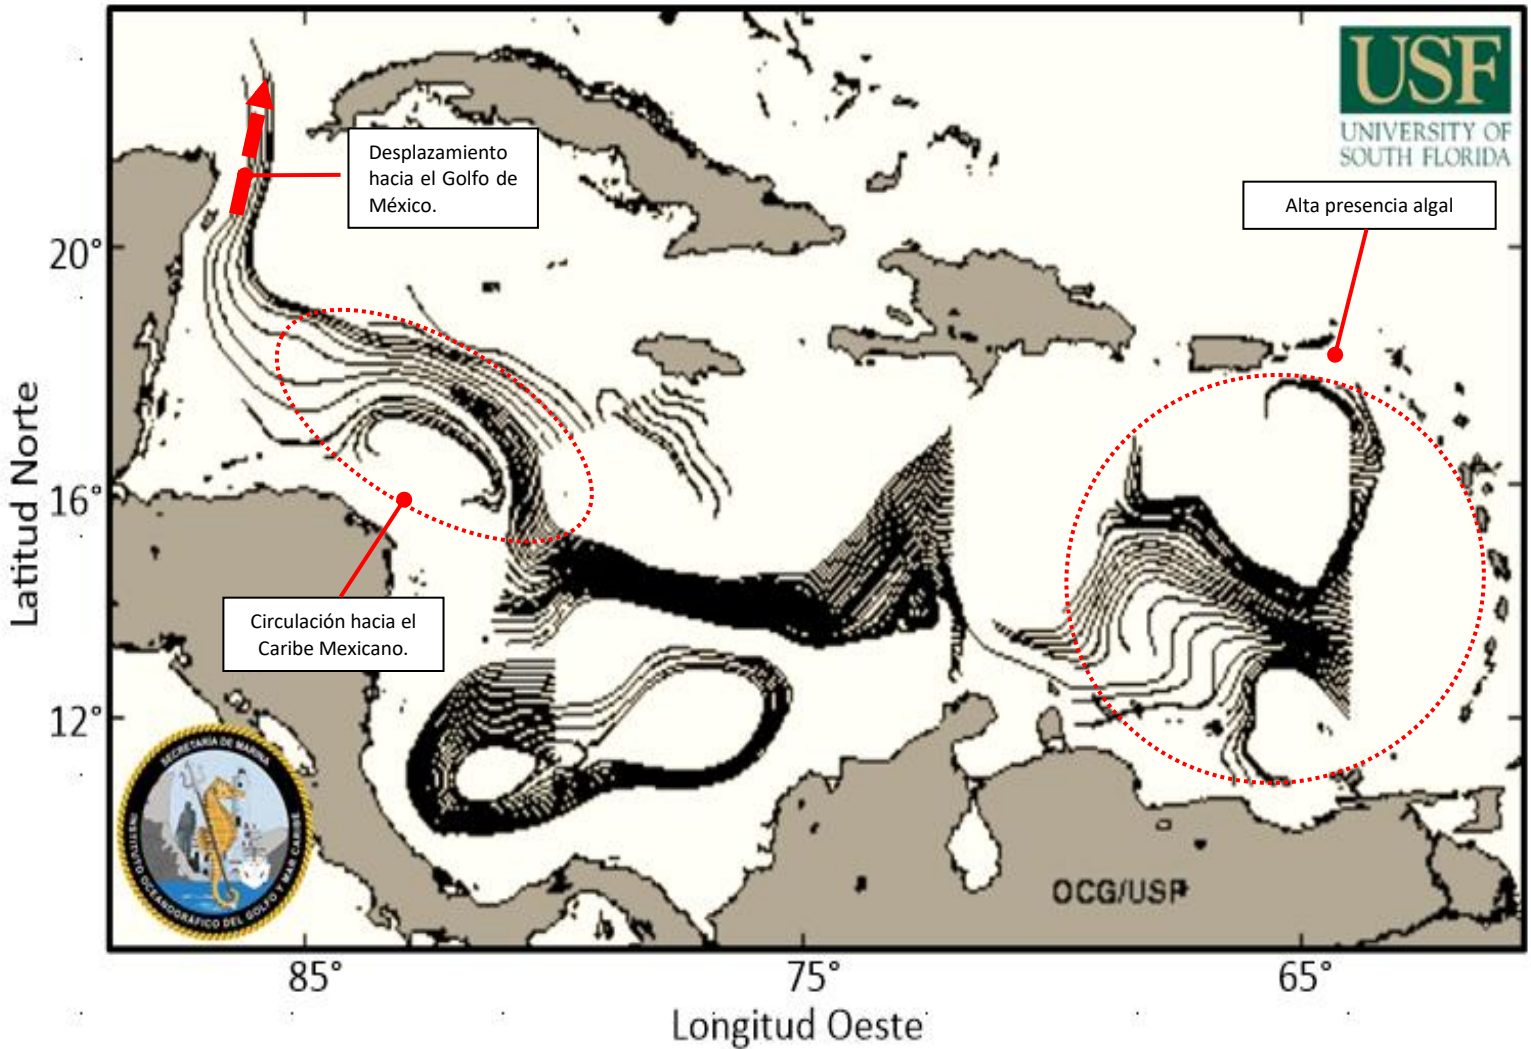 USF
UNIVERSITY OF
SOUTH FLORIDA
Desplazamiento
hacia el Golfo de
México.
Alta presencia algal
20°
16°
12°
Latitud Norte
Circulación hacia el
Caribe Mexicano.
SECRETARÍA DE MARINA
INSTITUTO OCEANOGRÁFICO DEL GOLFO Y MAR CARIBE
OCG/USF
85°
75°
65°
Longitud Oeste